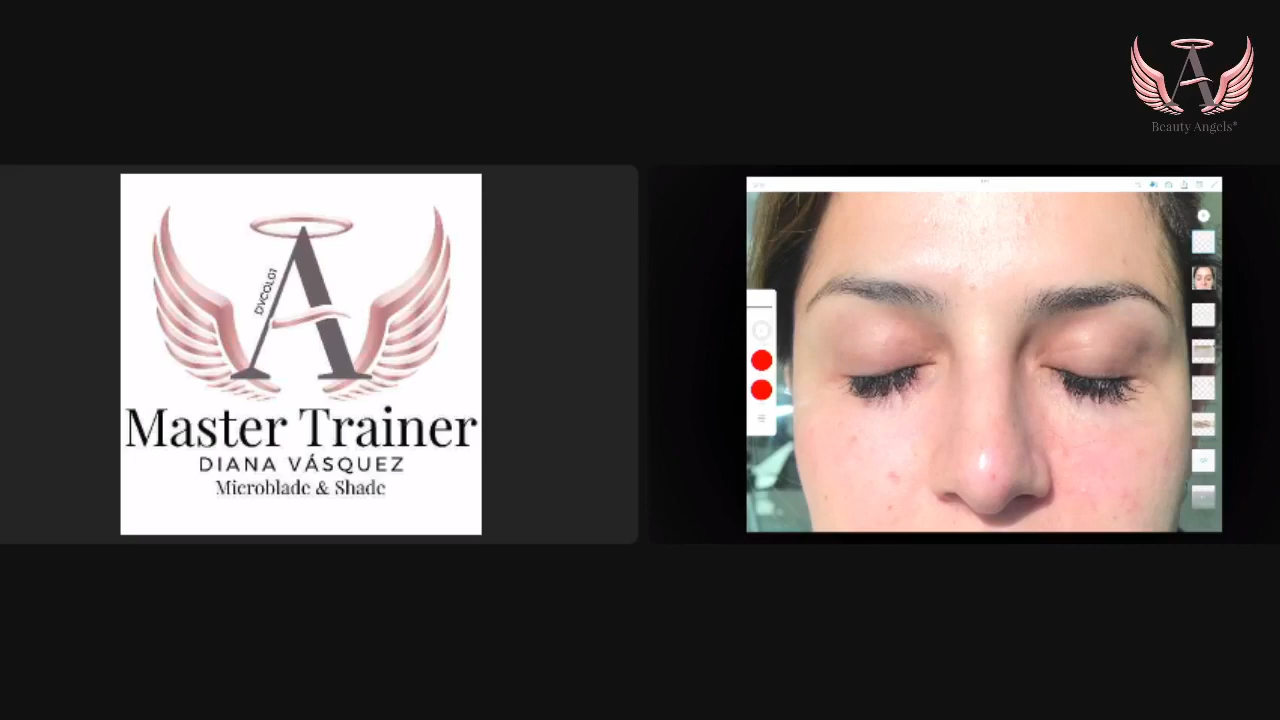 Beauty Angels*
DVCOL01
Master Trainer
DIANA VÁSQUEZ
Microblade & Shade